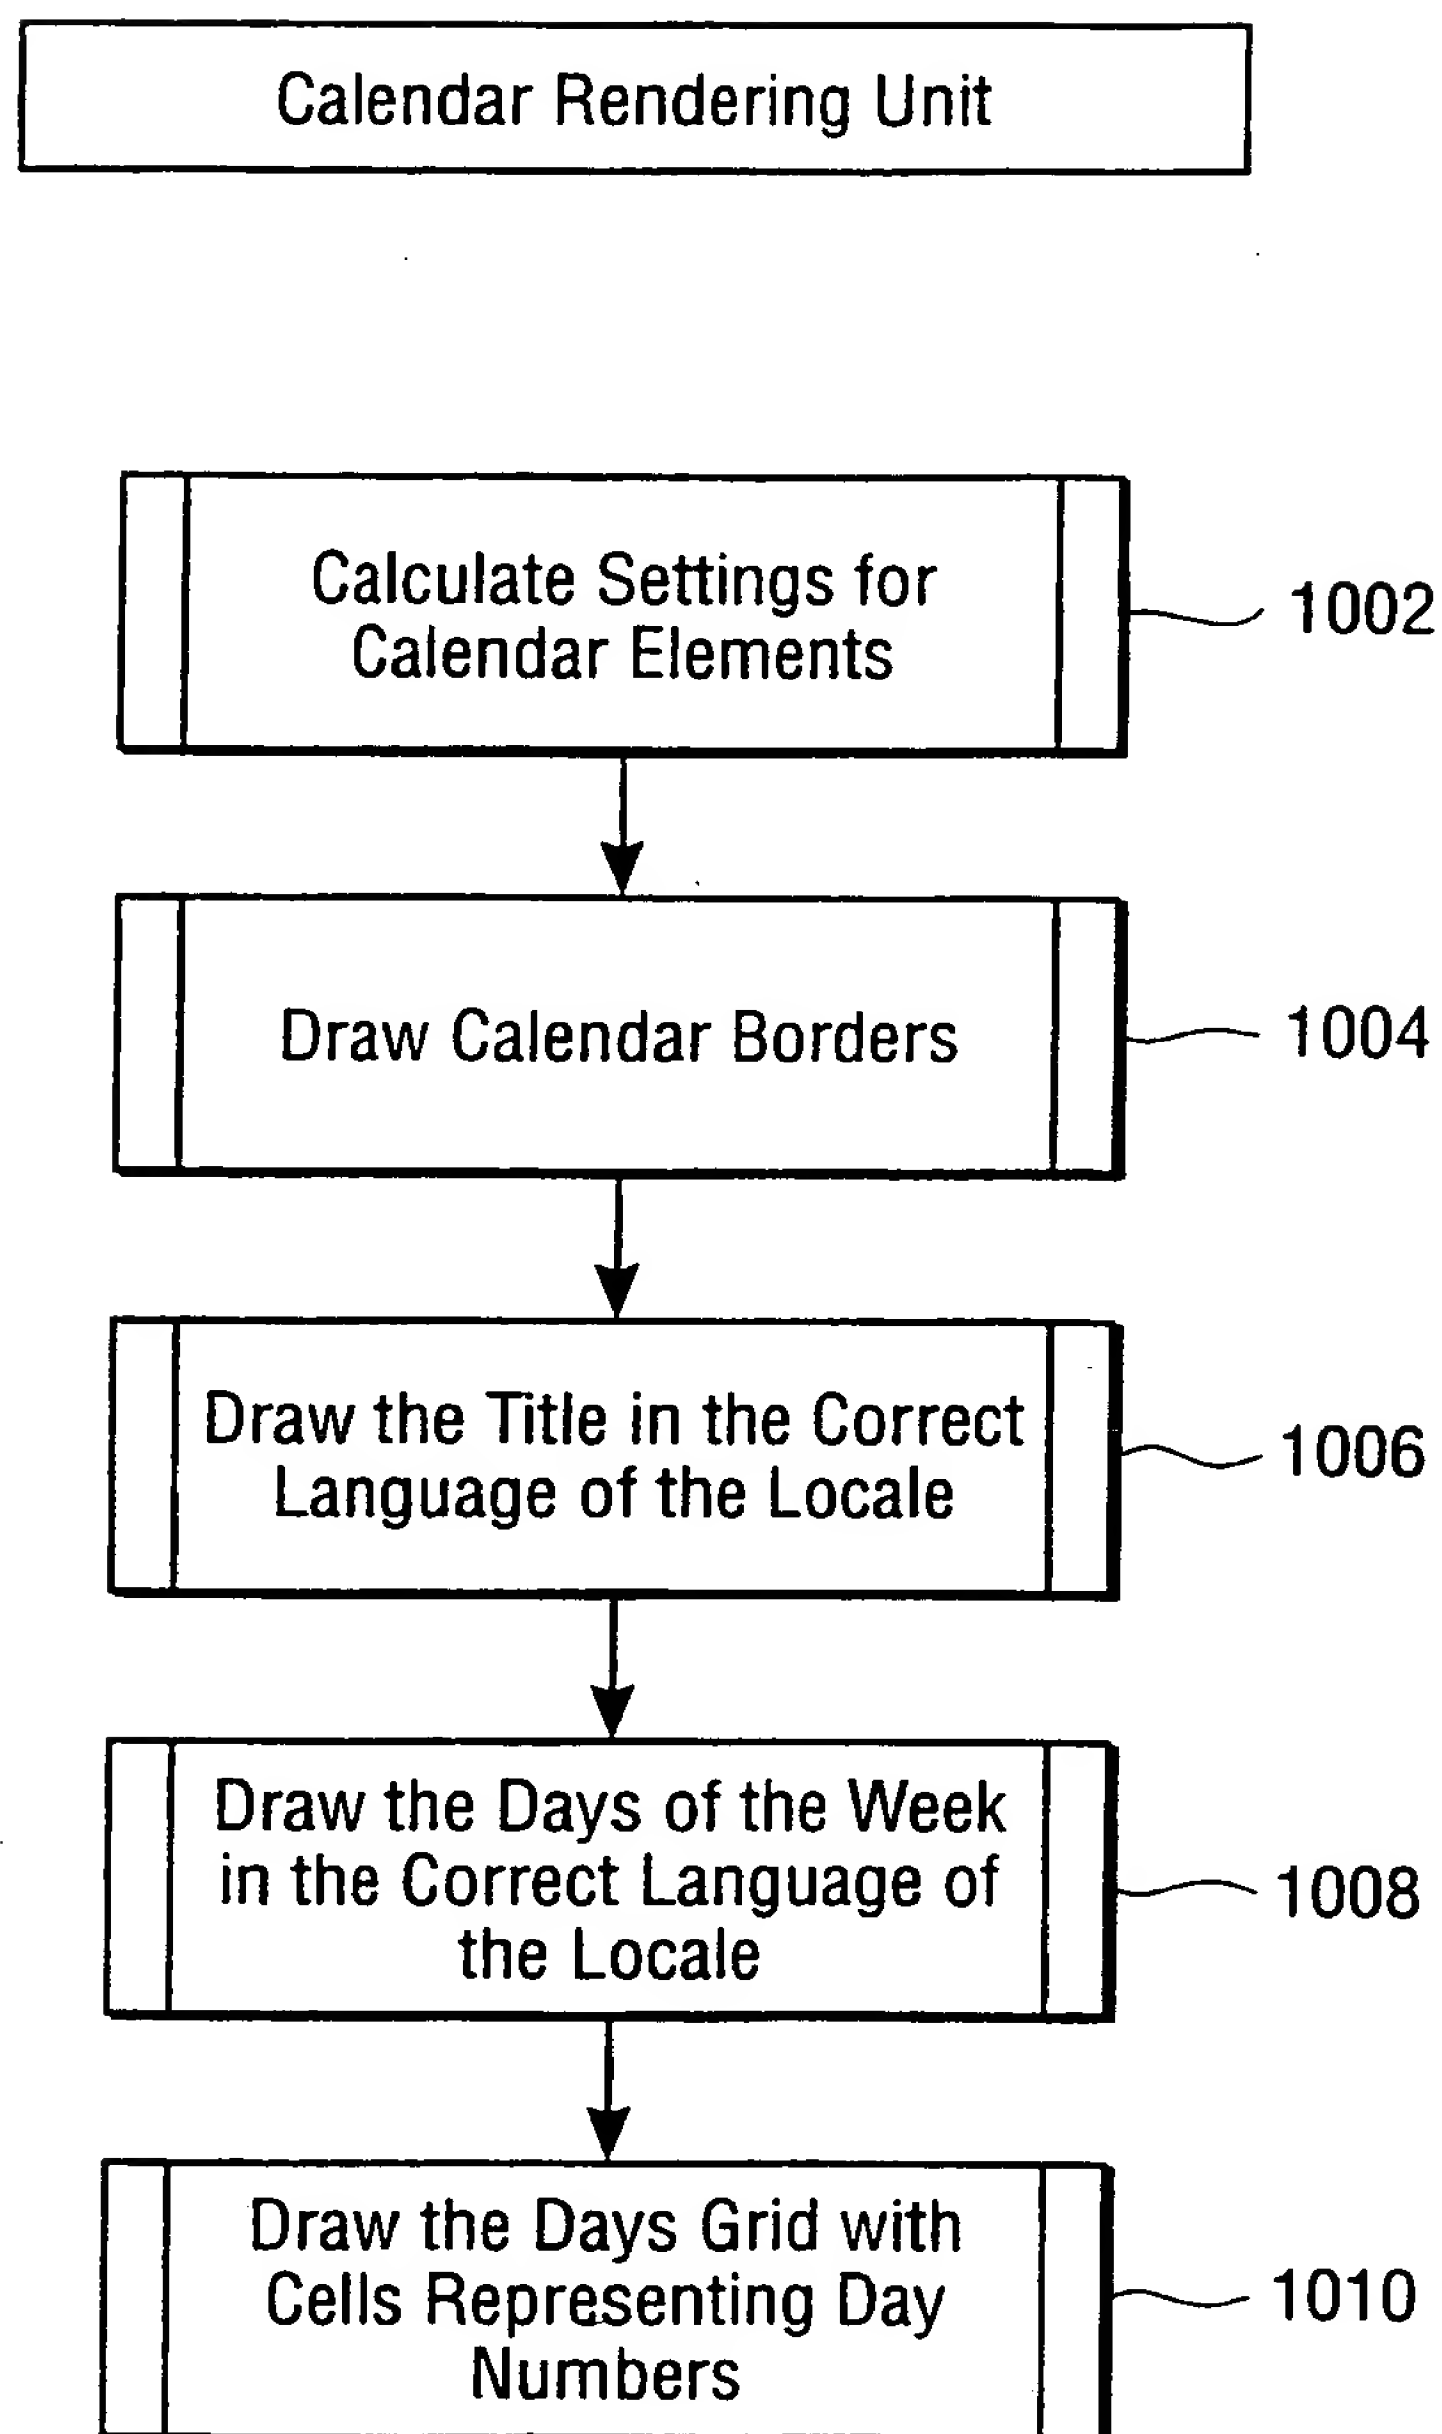 Calendar Rendering Unit
Calculate Settings for
Calendar Elements
1002
Draw Calendar Borders
1004
Draw the Title in the Correct
Language of the Locale
1006
Draw the Days of the Week
in the Correct Language of
the Locale
1008
Draw the Days Grid with
Cells Representing Day
Numbers
1010